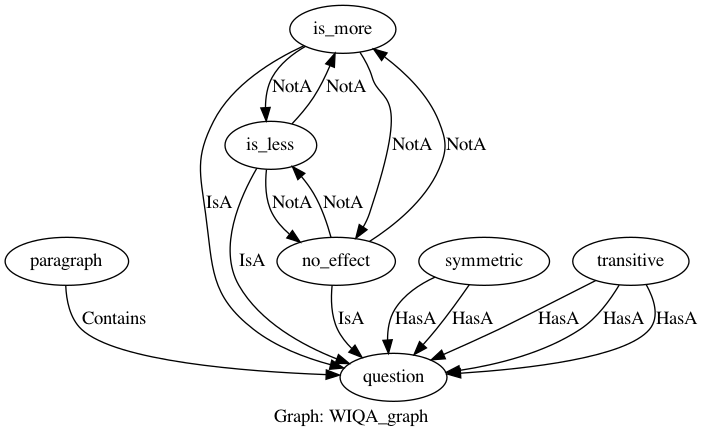 is_more
NotA NotA
is_less
NotA NotA
IsA NotA NotA
paragraph IsA no_effect symmetric transitive
Contains IsA HasA HasA HasA HasA HasA
question
Graph: WIQA_graph